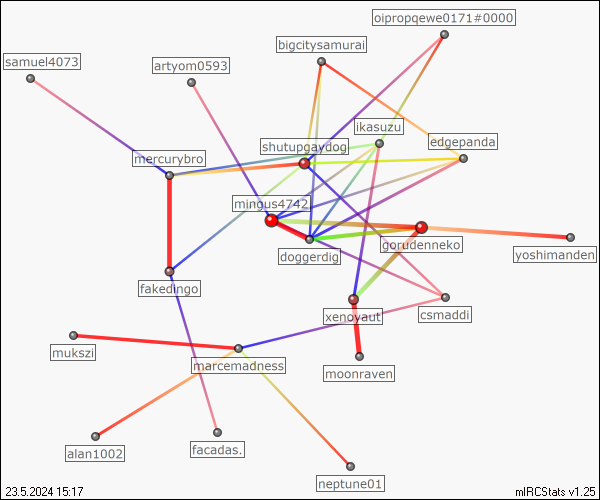 oipropqewe0171#0000
bigcitysamurai
samuel4073
artyom0593
ikasuzu
edgepanda
shutupgaydog
mercurybro
mingus4742
gorudenneko
doggerdig
yoshimanden
fakedingo
xenoyaut
csmaddi
mukszi
marcemadness
moonraven
alan1002
facadas.
neptune01
23.5.2024 15:17
mIRCStats v1.25